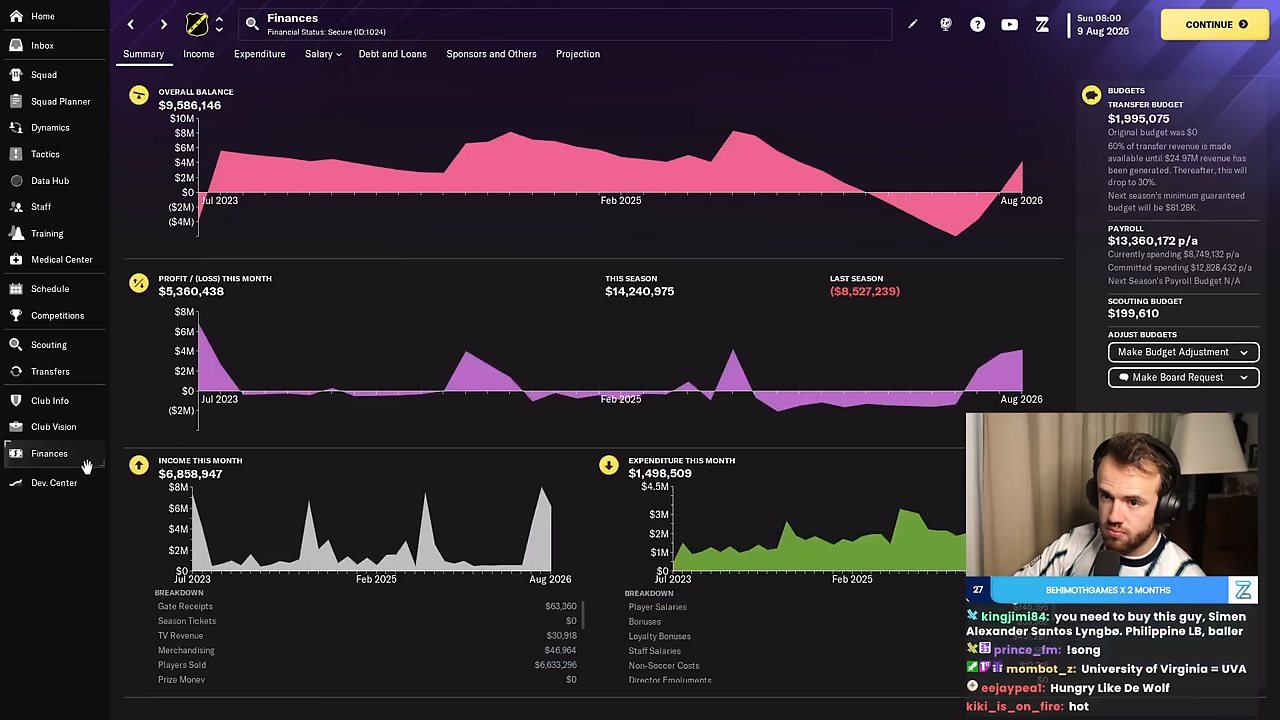 Home
Inbox
Squad
Squad Planner
Dynamics
Tactics
Data Hub
Staff
Training
Medical Center
Schedule
Competitions
Scouting
Transfers
Club Info
Club Vision
Finances
Dev. Center
Finances
Financial Status: Secure (ID:1024)
Sun 08:00
9 Aug 2026
CONTINUE
Summary
Income
Expenditure
Salary
Debt and Loans
Sponsors and Others
Projection
OVERALL BALANCE
$9,586,146
$10M
$8M
$6M
$4M
$2M
$0
($2M)
($4M)
Jul 2023
Feb 2025
Aug 2026
PROFIT / (LOSS) THIS MONTH
$5,360,438
THIS SEASON
$14,240,975
LAST SEASON
($8,527,239)
$8M
$6M
$4M
$2M
$0
($2M)
Jul 2023
Feb 2025
Aug 2026
INCOME THIS MONTH
$6,858,947
$8M
$6M
$4M
$2M
$0
Jul 2023
Feb 2025
Aug 2026
BREAKDOWN
Gate Receipts $63,360
Season Tickets $0
TV Revenue $30,918
Merchandising $46,964
Players Sold $6,633,296
Prize Money $0
EXPENDITURE THIS MONTH
$1,498,509
$4.5M
$3M
$2M
$1M
$0
Jul 2023
Feb 2025
BREAKDOWN
Player Salaries
Bonuses
Loyalty Bonuses
Staff Salaries
Non-Soccer Costs
Director Emoluments
BUDGETS
TRANSFER BUDGET
$1,995,075
Original budget was $0
60% of transfer revenue is made
available until $24.97M revenue has
been generated. Thereafter, this will
drop to 30%.
Next season's minimum guaranteed
budget will be $81.28K.
PAYROLL
$13,360,172 p/a
Currently spending $8,749,132 p/a
Committed spending $12,828,432 p/a
Next Season's Payroll Budget N/A
SCOUTING BUDGET
$199,610
ADJUST BUDGETS
Make Budget Adjustment
Make Board Request
27
BEHIMOTHGAMES X 2 MONTHS
Z
kingjimi84: you need to buy this guy, Simen
Alexander Santos Lyngbø. Philippine LB, baller
prince_fm: !song
mombot_z: University of Virginia = UVA
eejaypea1: Hungry Like De Wolf
kiki_is_on_fire: hot